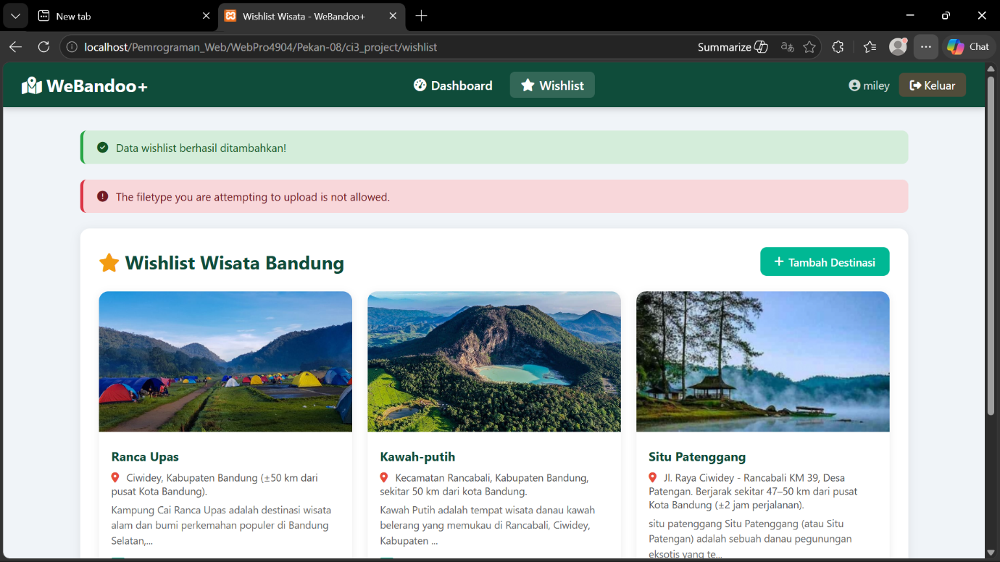 New tab
Wishlist Wisata - WeBandoo+
localhost/Pemrograman_Web/WebPro4904/Pekan-08/ci3_project/wishlist
Summarize
Chat
WeBandoo+
Dashboard
Wishlist
miley
Keluar
Data wishlist berhasil ditambahkan!
The filetype you are attempting to upload is not allowed.
Wishlist Wisata Bandung
+ Tambah Destinasi
Ranca Upas
Ciwidey, Kabupaten Bandung (±50 km dari
pusat Kota Bandung).
Kampung Cai Ranca Upas adalah destinasi wisata
alam dan bumi perkemahan populer di Bandung
Selatan,...
Kawah-putih
Kecamatan Rancabali, Kabupaten Bandung,
sekitar 50 km dari kota Bandung.
Kawah Putih adalah tempat wisata danau kawah
belerang yang memukau di Rancabali, Ciwidey,
Kabupaten ...
Situ Patenggang
Jl. Raya Ciwidey - Rancabali KM 39, Desa
Patengan. Berjarak sekitar 47–50 km dari pusat
Kota Bandung (±2 jam perjalanan).
situ patenggang Situ Patenggang (atau Situ
Patengan) adalah sebuah danau pegunungan
eksotis yang te...